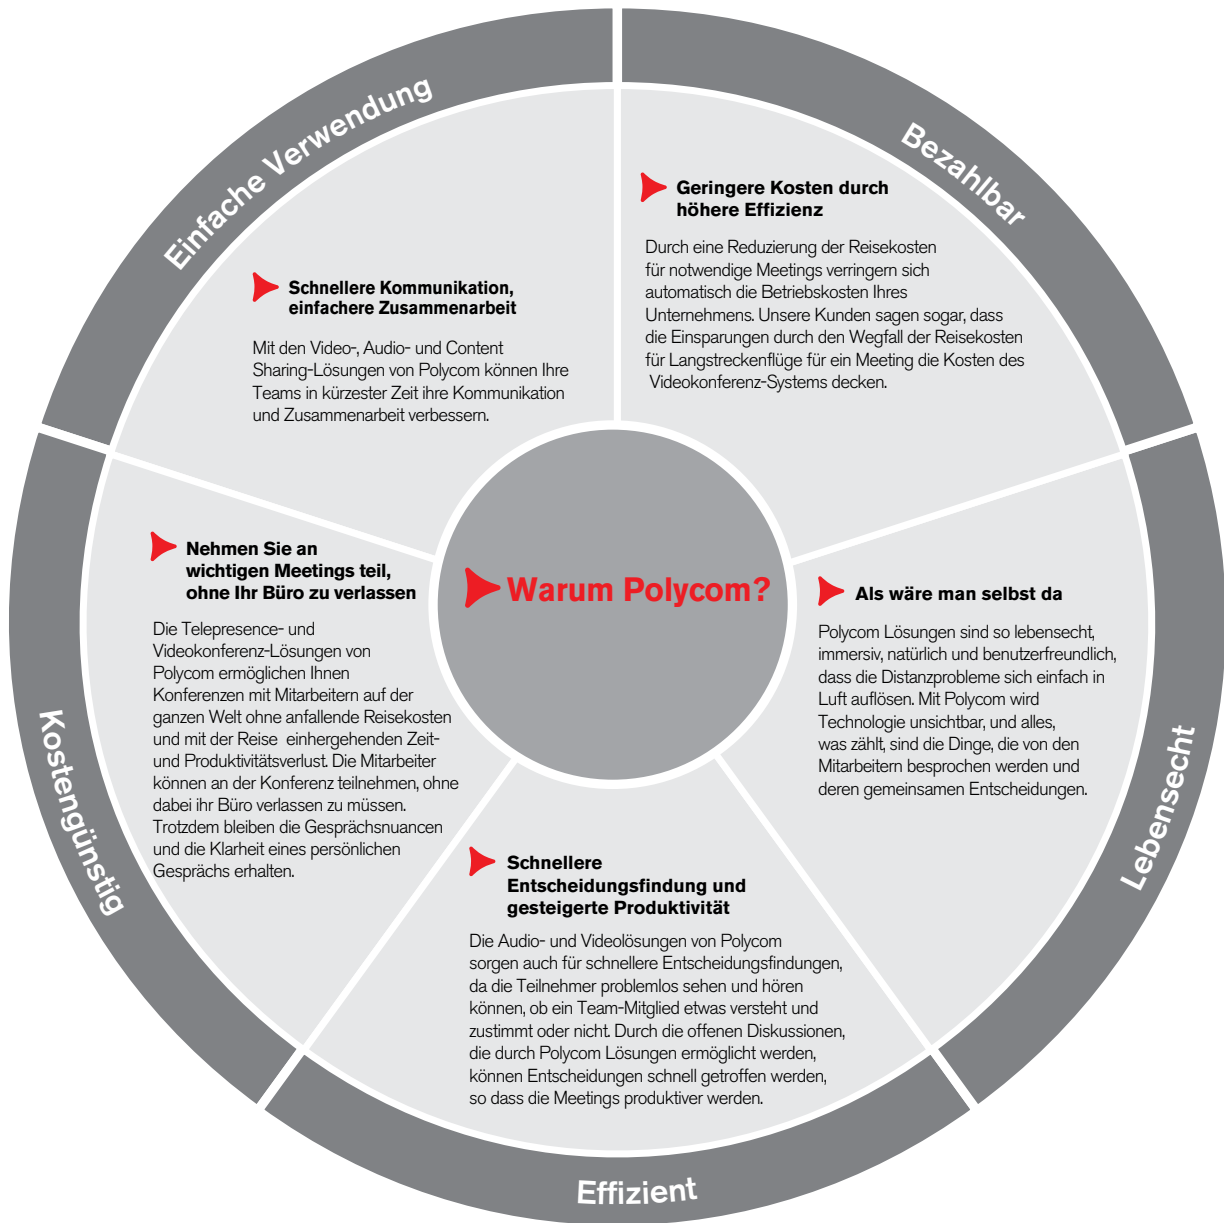 Warum Polycom?
Bezahlbar
Geringere Kosten durch
höhere Effizienz
Durch eine Reduzierung der Reisekosten
für notwendige Meetings verringern sich
automatisch die Betriebskosten Ihres
Unternehmens. Unsere Kunden sagen sogar, dass
die Einsparungen durch den Wegfall der Reisekosten
für Langstreckenflüge für ein Meeting die Kosten des
Videokonferenz-Systems decken.
Lebensecht
Als wäre man selbst da
Polycom Lösungen sind so lebensecht,
immersiv, natürlich und benutzerfreundlich,
dass die Distanzprobleme sich einfach in
Luft auflösen. Mit Polycom wird
Technologie unsichtbar, und alles,
was zählt, sind die Dinge, die von den
Mitarbeitern besprochen werden und
deren gemeinsamen Entscheidungen.
Effizient
Schnellere
Entscheidungsfindung und
gesteigerte Produktivität
Die Audio- und Videolösungen von Polycom
sorgen auch für schnellere Entscheidungsfindungen,
da die Teilnehmer problemlos sehen und hören
können, ob ein Team-Mitglied etwas versteht und
zustimmt oder nicht. Durch die offenen Diskussionen,
die durch Polycom Lösungen ermöglicht werden,
können Entscheidungen schnell getroffen werden,
so dass die Meetings produktiver werden.
Kostengünstig
Nehmen Sie an
wichtigen Meetings teil,
ohne Ihr Büro zu verlassen
Die Telepresence- und
Videokonferenz-Lösungen von
Polycom ermöglichen Ihnen
Konferenzen mit Mitarbeitern auf der
ganzen Welt ohne anfallende Reisekosten
und mit der Reise einhergehenden Zeit-
und Produktivitätsverlust. Die Mitarbeiter
können an der Konferenz teilnehmen, ohne
dabei ihr Büro verlassen zu müssen.
Trotzdem bleiben die Gesprächsnuancen
und die Klarheit eines persönlichen
Gesprächs erhalten.
Einfache Verwendung
Schnellere Kommunikation,
einfachere Zusammenarbeit
Mit den Video-, Audio- und Content
Sharing-Lösungen von Polycom können Ihre
Teams in kürzester Zeit ihre Kommunikation
und Zusammenarbeit verbessern.